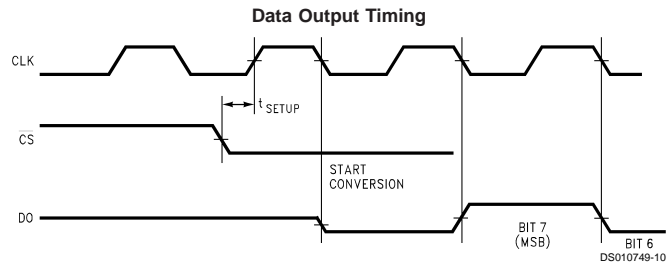 Data Output Timing
CLK
t SETUP
CS
START
CONVERSION
DO
BIT 7
(MSB)
BIT 6
DS010749-10